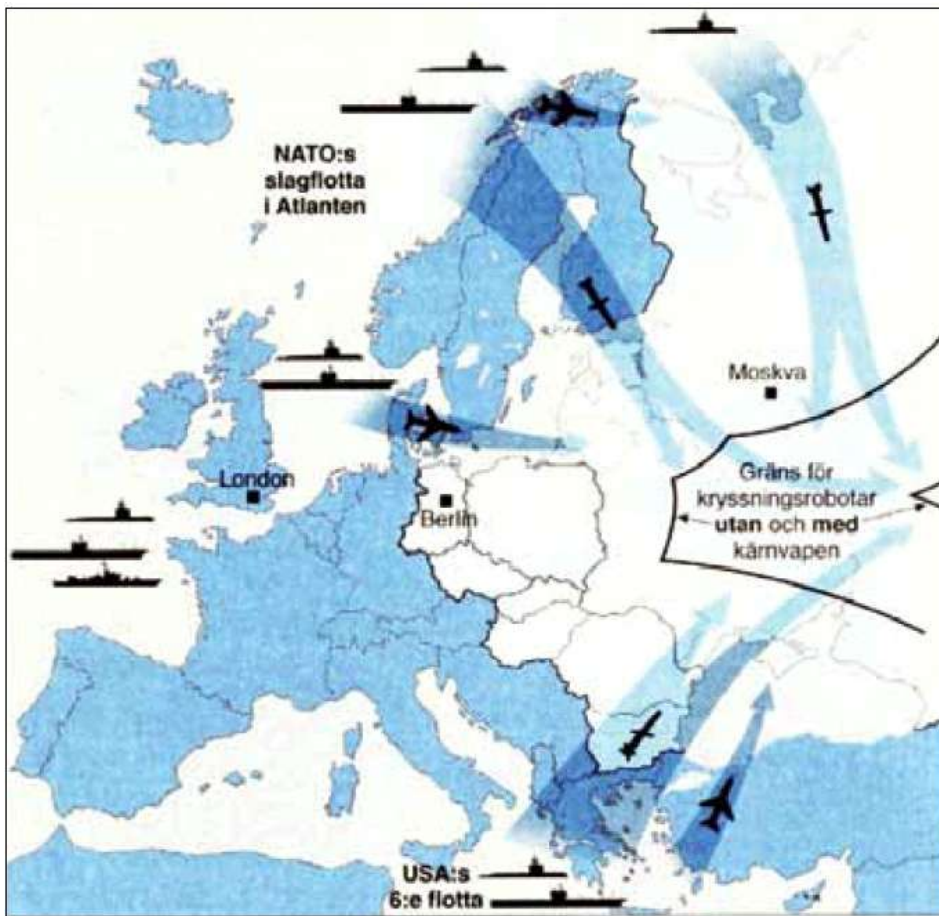 NATO:s
slagflotta
i Atlanten
Moskva
London
Berlin
Gräns för
kryssningsrobotar
utan och med
kärnvapen
USA:s
6:e flotta